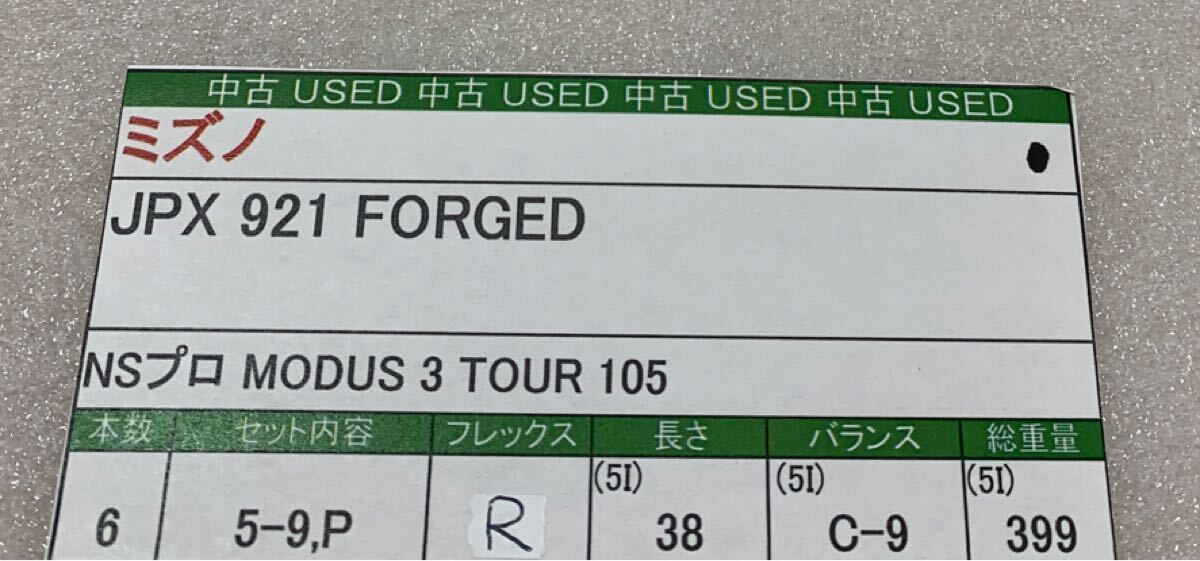 中古 USED 中古 USED 中古 USED 中古 USED
ミズノ
JPX 921 FORGED
NSプロ MODUS 3 TOUR 105
本数 セット内容 フレックス 長さ バランス 総重量
(5I) (5I) (5I)
6 5-9,P R 38 C-9 399